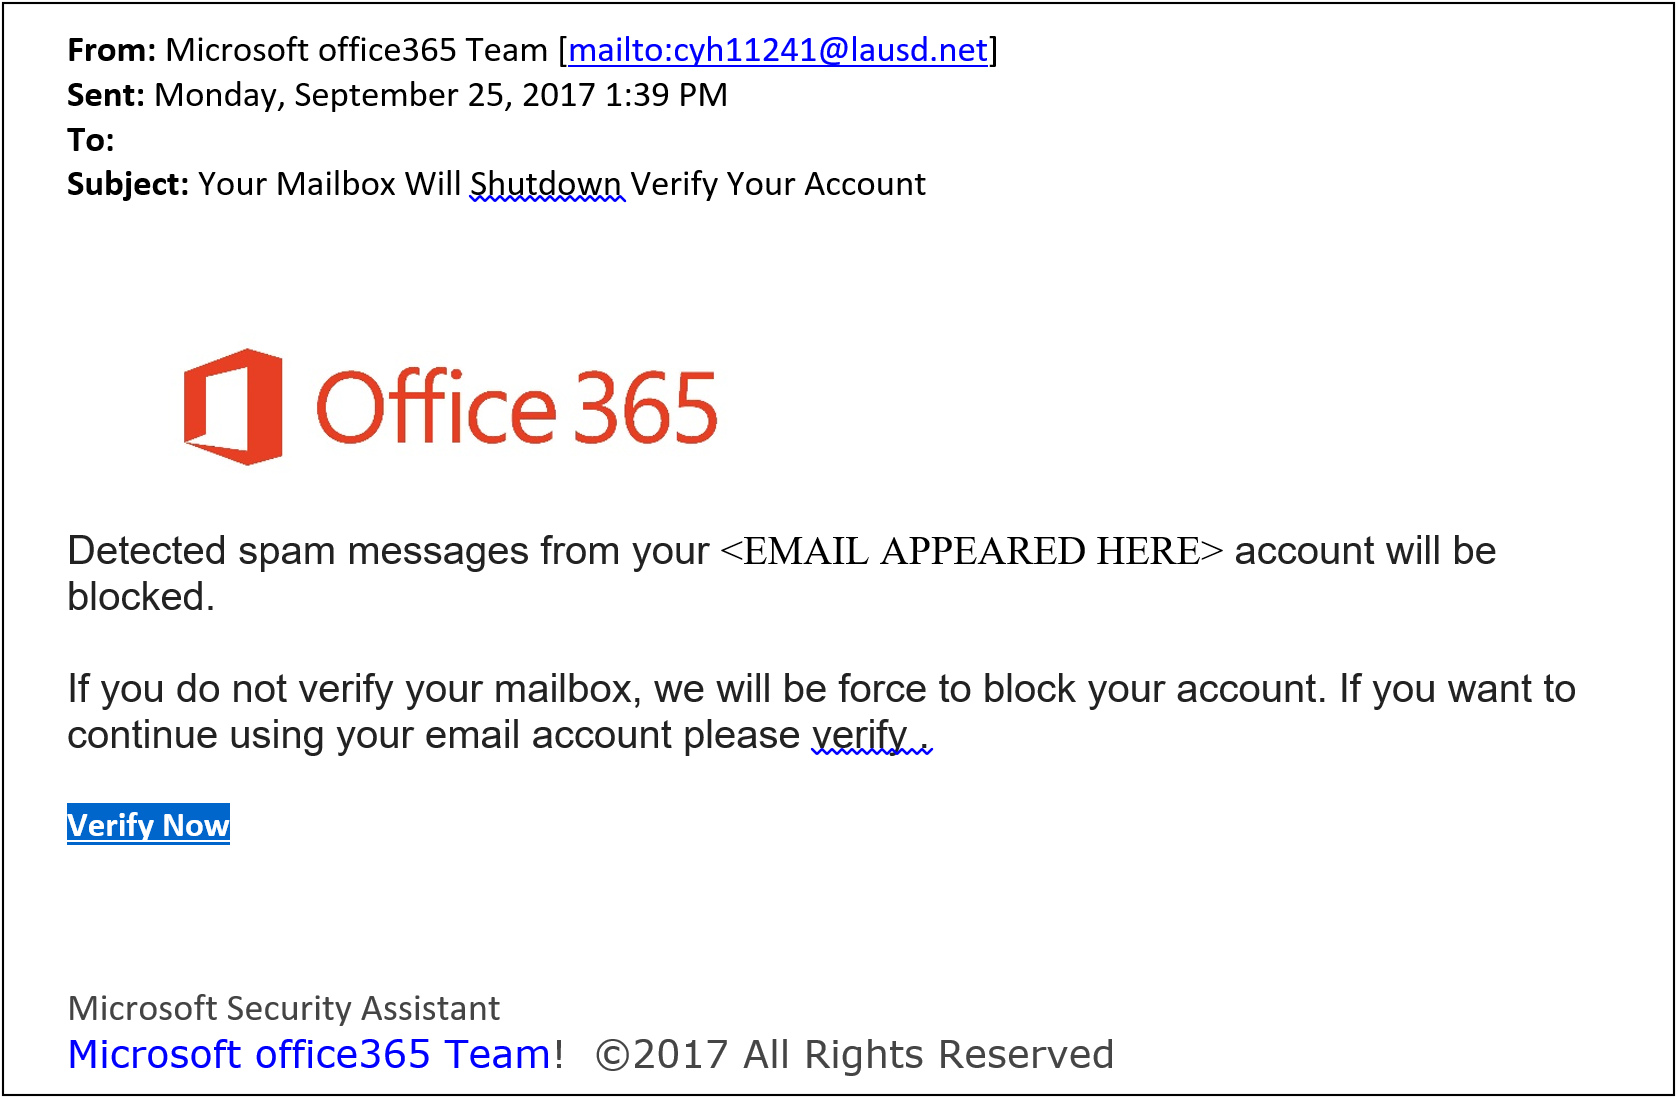 From: Microsoft office365 Team [mailto:cyh11241@lausd.net]
Sent: Monday, September 25, 2017 1:39 PM
To:
Subject: Your Mailbox Will Shutdown Verify Your Account
Office 365
Detected spam messages from your <EMAIL APPEARED HERE> account will be
blocked.
If you do not verify your mailbox, we will be force to block your account. If you want to
continue using your email account please verify .
Verify Now
Microsoft Security Assistant
Microsoft office365 Team! ©2017 All Rights Reserved